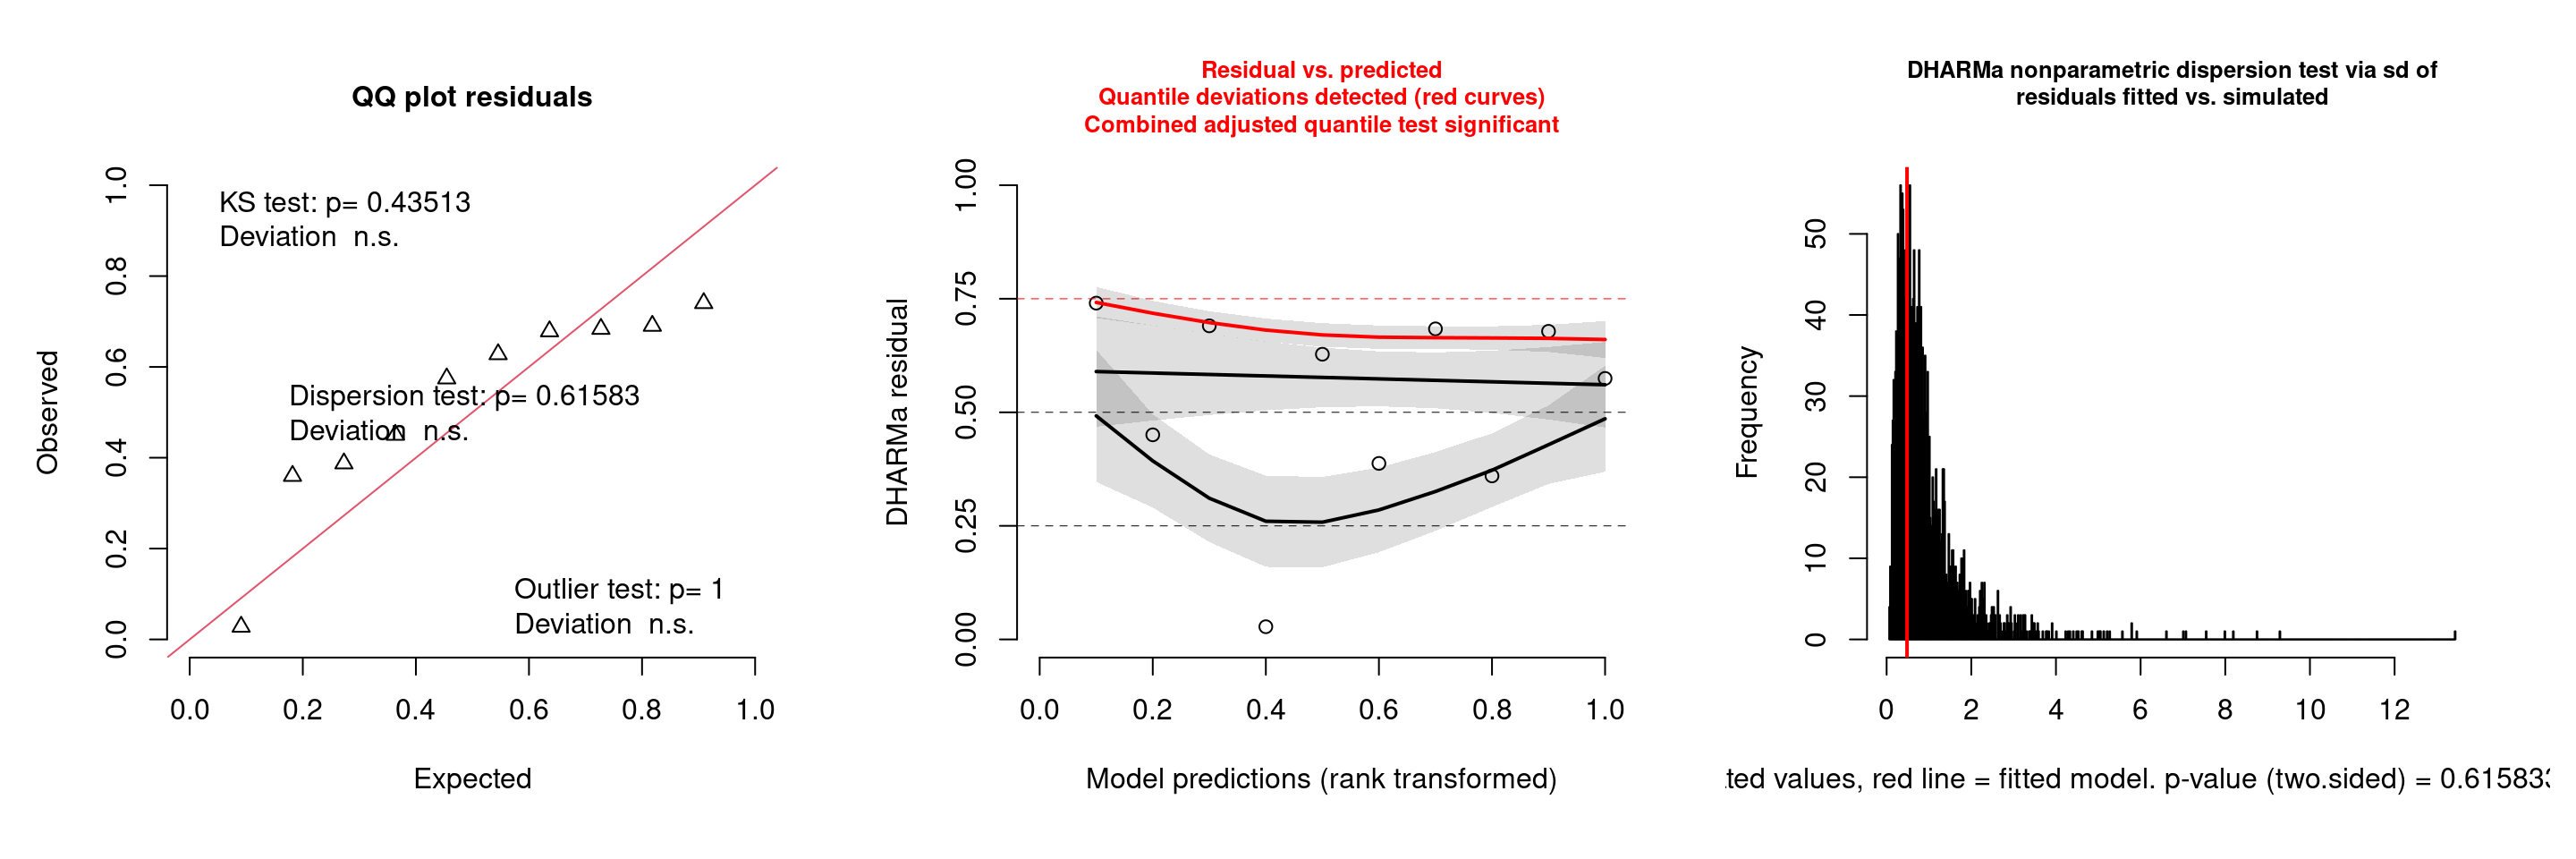 QQ plot residuals
KS test: p= 0.43513
Deviation n.s.
Dispersion test: p= 0.61583
Deviation n.s.
Outlier test: p= 1
Deviation n.s.
Observed
0.0 0.2 0.4 0.6 0.8 1.0
0.0 0.2 0.4 0.6 0.8 1.0
Expected
Residual vs. predicted
Quantile deviations detected (red curves)
Combined adjusted quantile test significant
DHARMa residual
0.00 0.25 0.50 0.75 1.00
0.0 0.2 0.4 0.6 0.8 1.0
Model predictions (rank transformed)
DHARMa nonparametric dispersion test via sd of
residuals fitted vs. simulated
Frequency
0 10 20 30 40 50
0 2 4 6 8 10 12
ted values, red line = fitted model. p-value (two.sided) = 0.615833